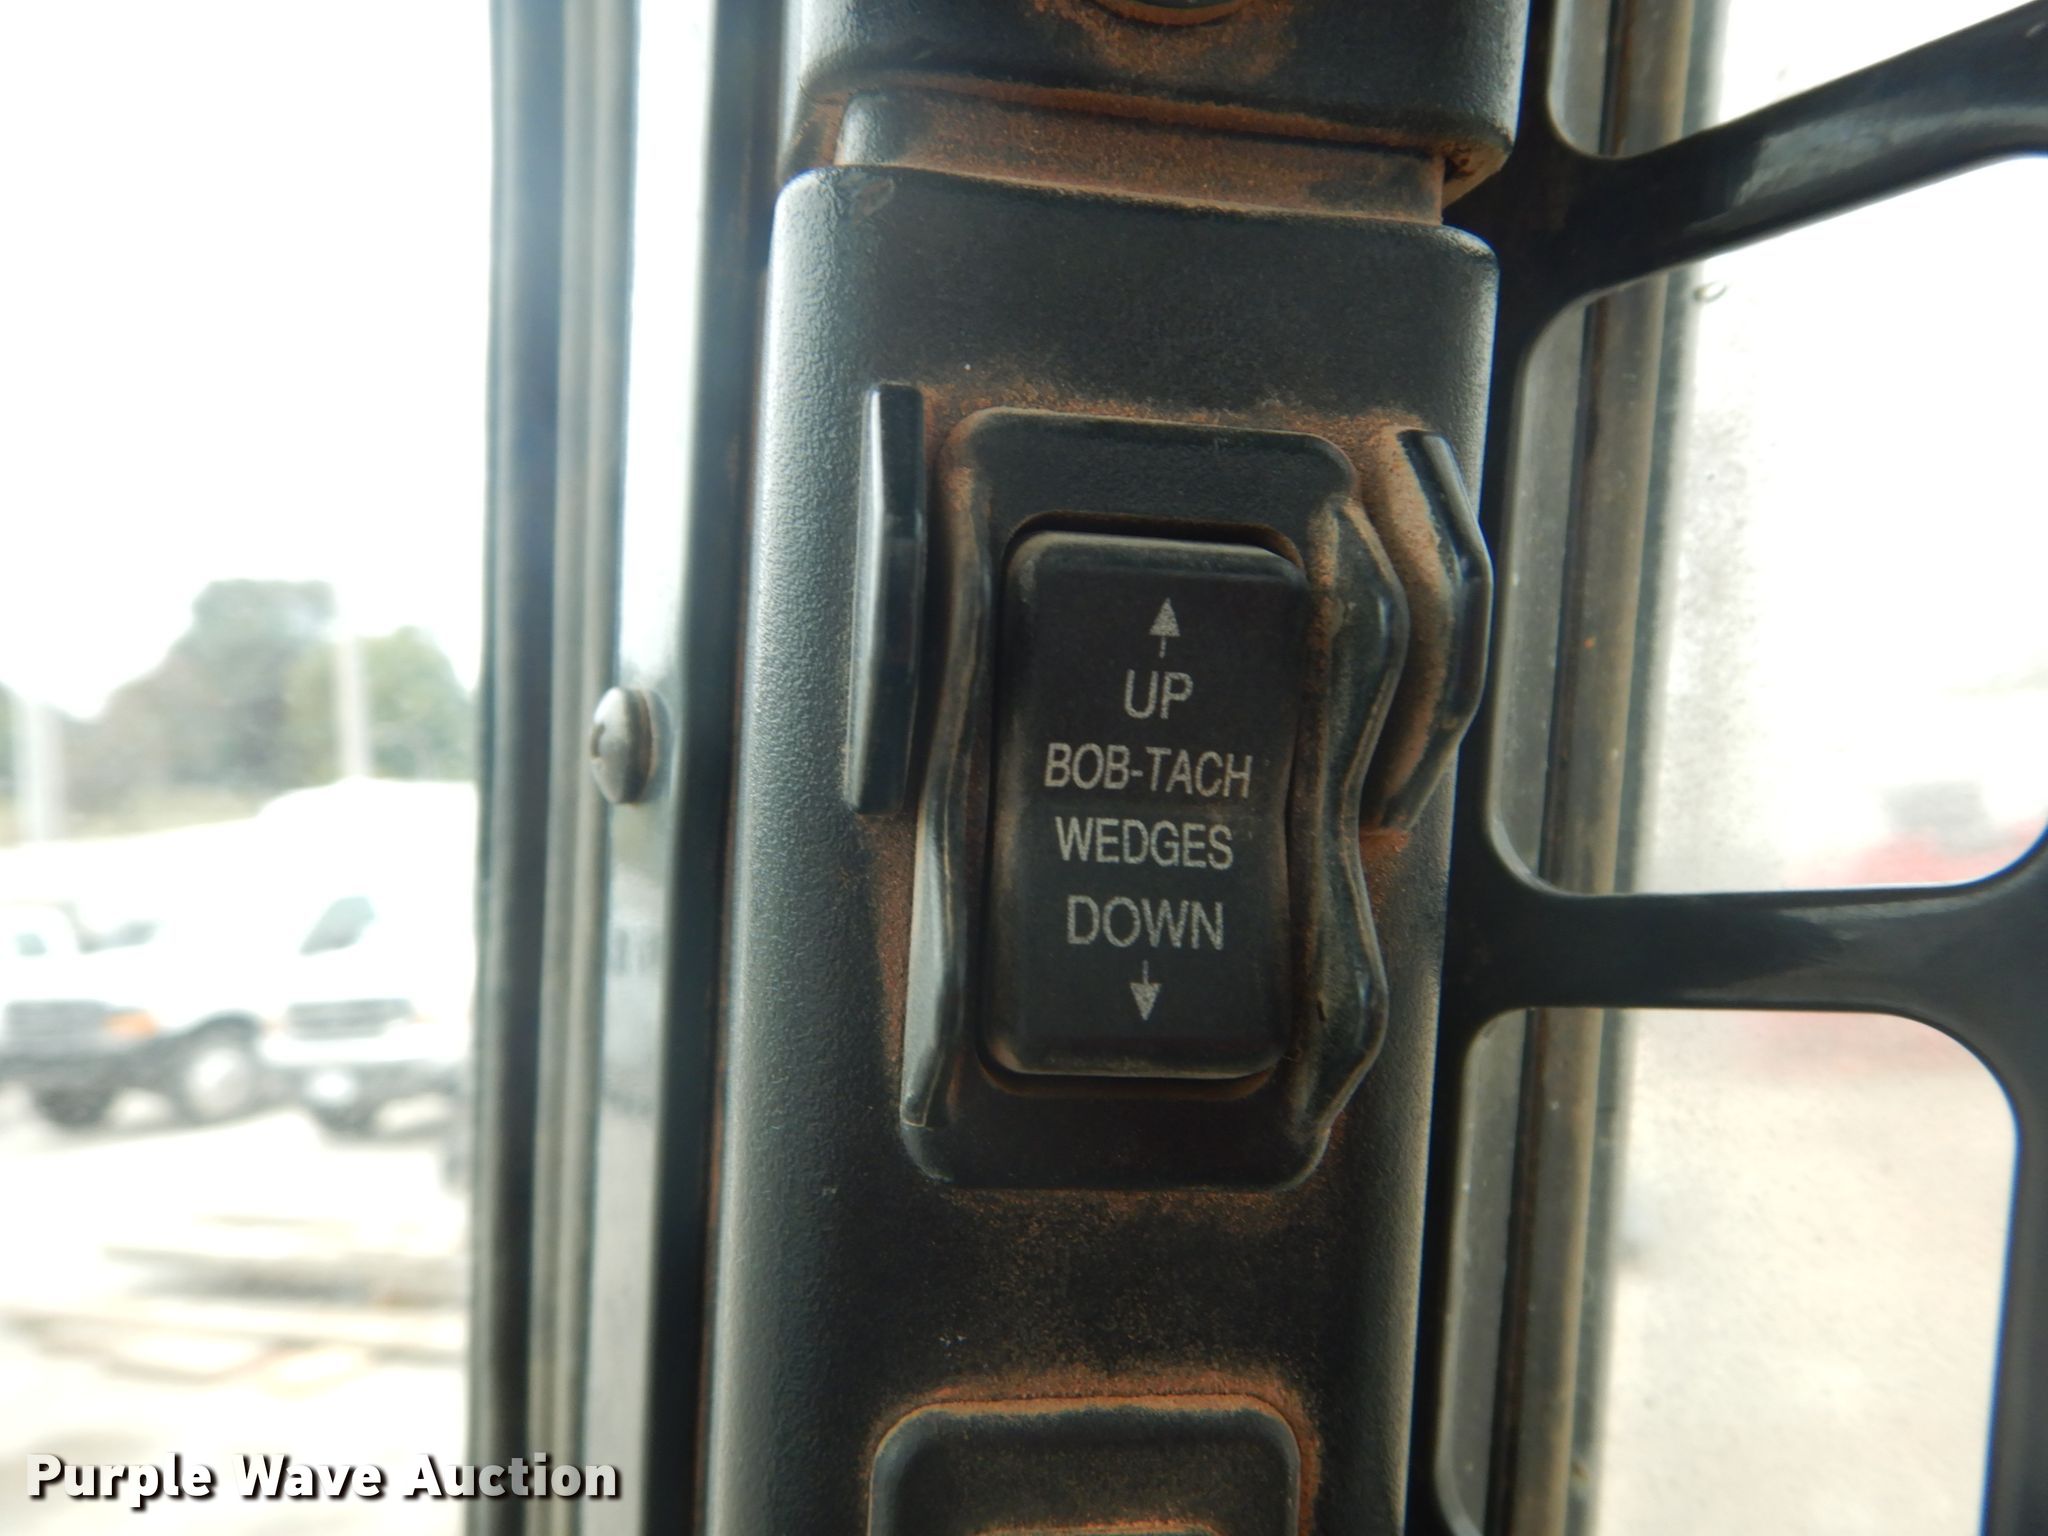 UP
BOB-TACH
WEDGES
DOWN
Purple Wave Auction